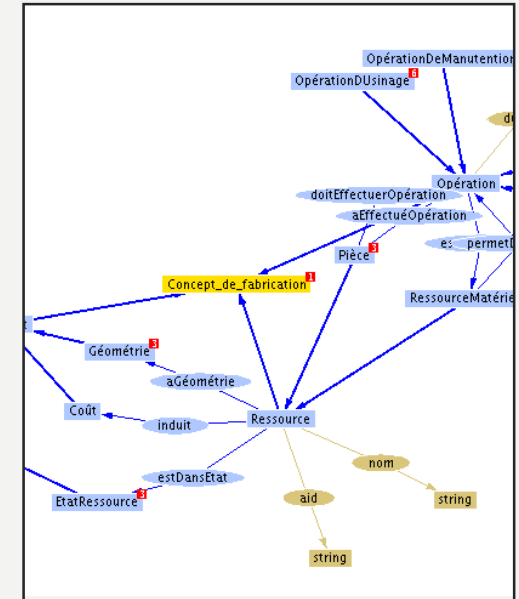 OpérationDeManutention
OpérationDUsinage 6
Opération
doitEffectuerOpération
aEffectuéOpération
permetD
Pièce 3
Concept_de_fabrication 1
RessourceMatérie
Géométrie 3
aGéométrie
Coût
induit
Ressource
nom
estDansEtat
EtatRessource 3
aid
string
string